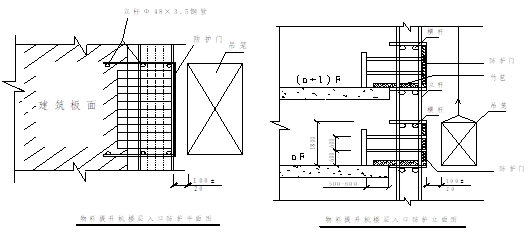 立杆Φ48×3.5钢管
防护门
吊笼
建筑板面
100±
20
物料提升机楼层入口防护平面图
横杆
防护门
竹笆
(n+1)F
立杆
吊笼
横杆
1800
nF
防护门
500-800
100±
20
物料提升机楼层入口防护立面图